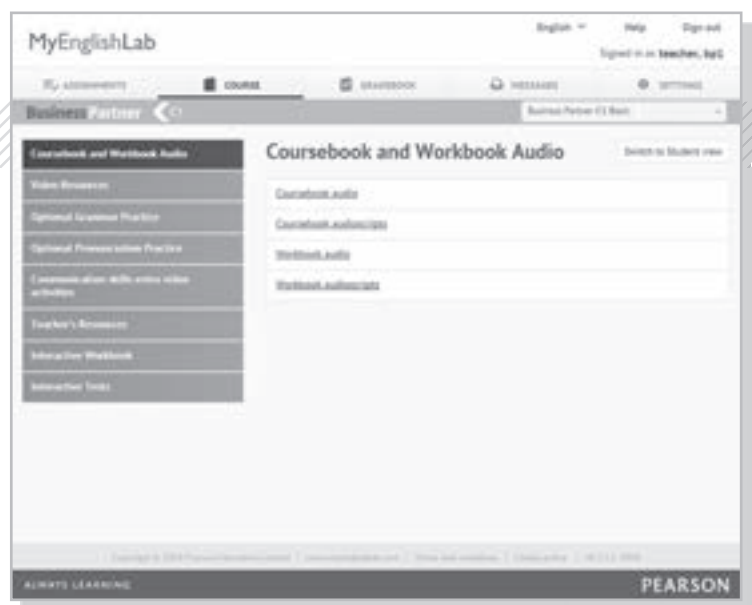 English Help Sign out
MyEnglishLab
Signed in as teacher, bp1
ASSIGNMENTS COURSE GRADEBOOK MESSAGES SETTINGS
Business Partner
Coursebook and Workbook Audio
Coursebook and Workbook Audio
Switch to Student view
Video Resources
Optional Grammar Practice
Optional Pronunciation Practice
Communication skills extra video
activities
Teacher's Resources
Interactive Workbook
Interactive Tests
Coursebook audio
Coursebook audioscripts
Workbook audio
Workbook audioscripts
ALWAYS LEARNING
PEARSON